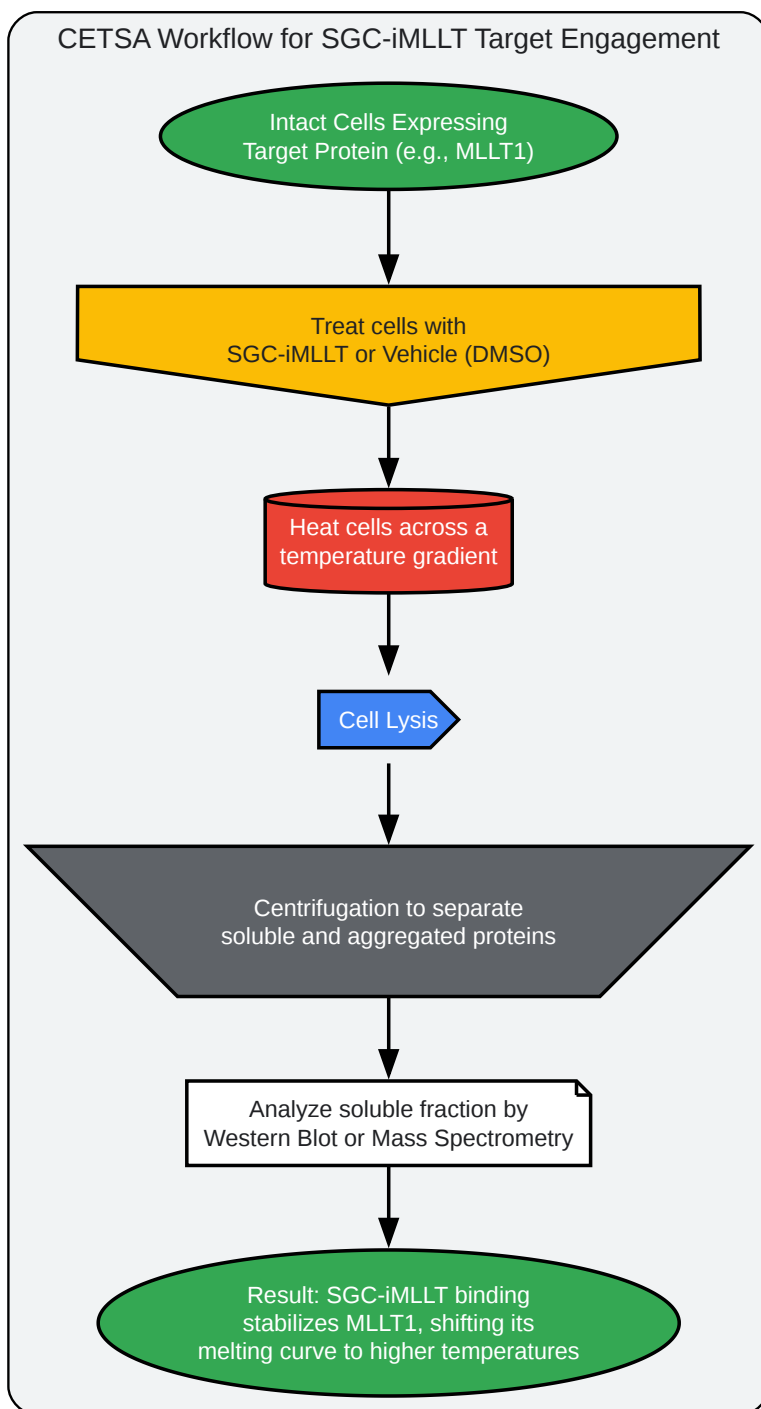 CETSA Workflow for SGC-iMLLT Target Engagement
Intact Cells Expressing
Target Protein (e.g., MLLT1)
Treat cells with
SGC-iMLLT or Vehicle (DMSO)
Heat cells across a
temperature gradient
Cell Lysis
Centrifugation to separate
soluble and aggregated proteins
Analyze soluble fraction by
Western Blot or Mass Spectrometry
Result: SGC-iMLLT binding
stabilizes MLLT1, shifting its
melting curve to higher temperatures